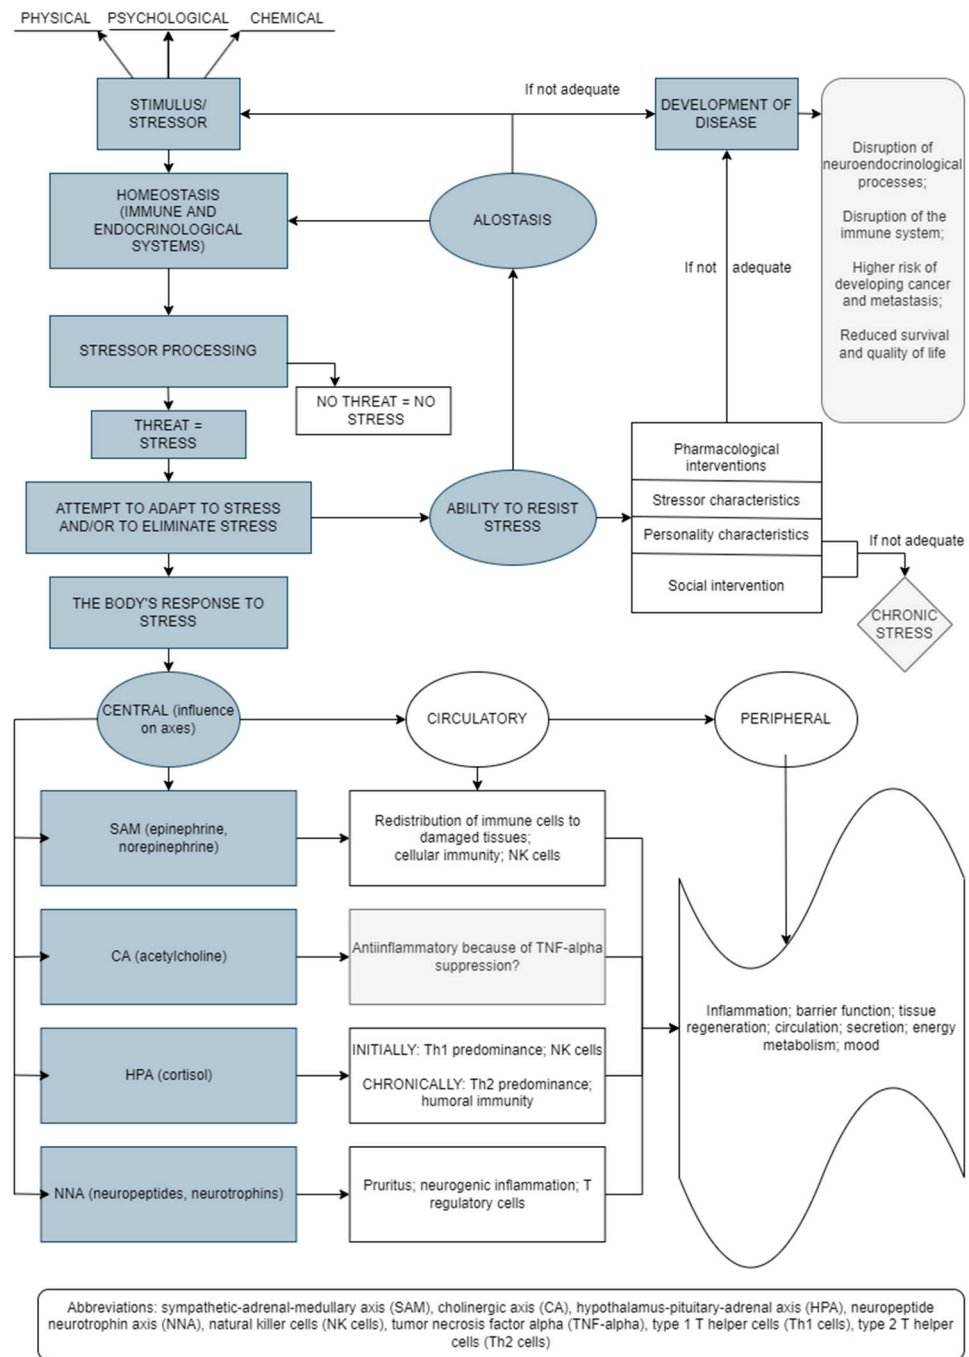 PHYSICAL PSYCHOLOGICAL CHEMICAL
STIMULUS/
STRESSOR
If not adequate
DEVELOPMENT OF
DISEASE
Disruption of
neuroendocrinological
processes;
Disruption of the
immune system;
Higher risk of
developing cancer
and metastasis;
Reduced survival
and quality of life
HOMEOSTASIS
(IMMUNE AND
ENDOCRINOLOGICAL
SYSTEMS)
ALOSTASIS
If not adequate
STRESSOR PROCESSING
NO THREAT = NO
STRESS
THREAT =
STRESS
ATTEMPT TO ADAPT TO STRESS
AND/OR TO ELIMINATE STRESS
ABILITY TO RESIST
STRESS
Pharmacological
interventions
Stressor characteristics
Personality characteristics
Social intervention
If not adequate
CHRONIC
STRESS
THE BODY'S RESPONSE TO
STRESS
CENTRAL (influence
on axes)
CIRCULATORY
PERIPHERAL
SAM (epinephrine,
norepinephrine)
Redistribution of immune cells to
damaged tissues;
cellular immunity; NK cells
CA (acetylcholine)
Antiinflammatory because of TNF-alpha
suppression?
HPA (cortisol)
INITIALLY: Th1 predominance; NK cells
CHRONICALLY: Th2 predominance;
humoral immunity
NNA (neuropeptides, neurotrophins)
Pruritus; neurogenic inflammation; T
regulatory cells
Inflammation; barrier function; tissue
regeneration; circulation; secretion; energy
metabolism; mood
Abbreviations: sympathetic-adrenal-medullary axis (SAM), cholinergic axis (CA), hypothalamus-pituitary-adrenal axis (HPA), neuropeptide
neurotrophin axis (NNA), natural killer cells (NK cells), tumor necrosis factor alpha (TNF-alpha), type 1 T helper cells (Th1 cells), type 2 T helper
cells (Th2 cells)